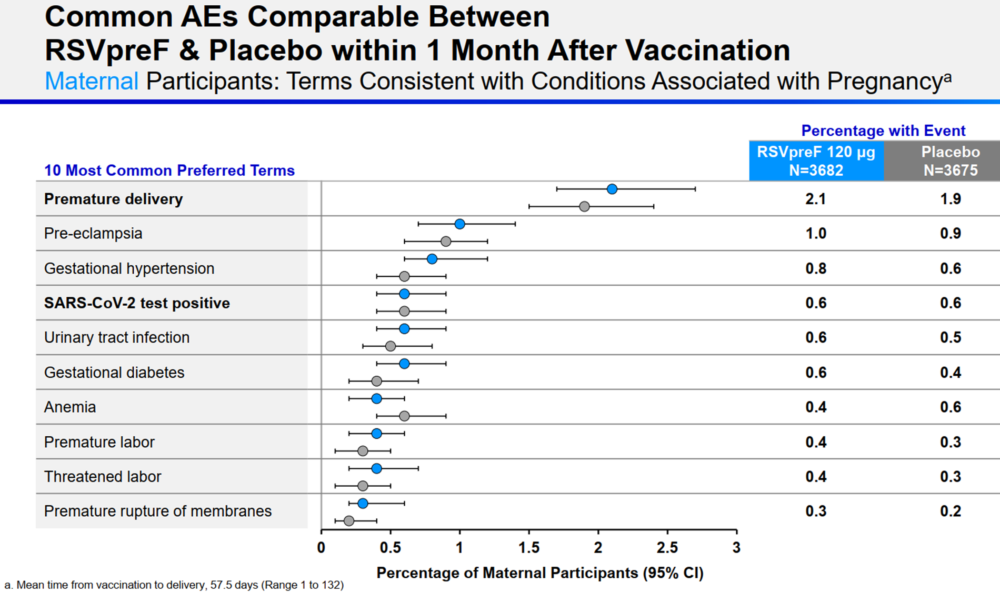 Common AEs Comparable Between
RSVpreF & Placebo within 1 Month After Vaccination
Maternal Participants: Terms Consistent with Conditions Associated with Pregnancyᵃ
Percentage with Event
10 Most Common Preferred Terms
RSVpreF 120 µg
N=3682
Placebo
N=3675
Premature delivery 2.1 1.9
Pre-eclampsia 1.0 0.9
Gestational hypertension 0.8 0.6
SARS-CoV-2 test positive 0.6 0.6
Urinary tract infection 0.6 0.5
Gestational diabetes 0.6 0.4
Anemia 0.4 0.6
Premature labor 0.4 0.3
Threatened labor 0.4 0.3
Premature rupture of membranes 0.3 0.2
0 0.5 1 1.5 2 2.5 3
Percentage of Maternal Participants (95% CI)
a. Mean time from vaccination to delivery, 57.5 days (Range 1 to 132)